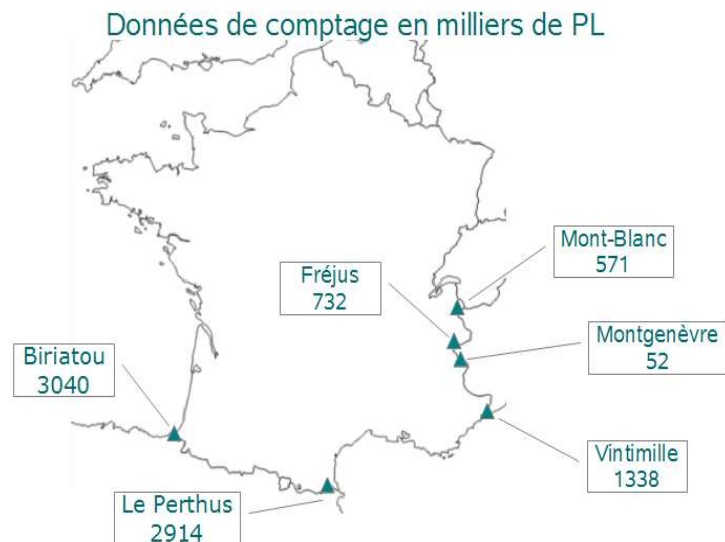 Données de comptage en milliers de PL
Mont-Blanc
571
Fréjus
732
Montgenèvre
52
Biriatou
3040
Vintimille
1338
Le Perthus
2914